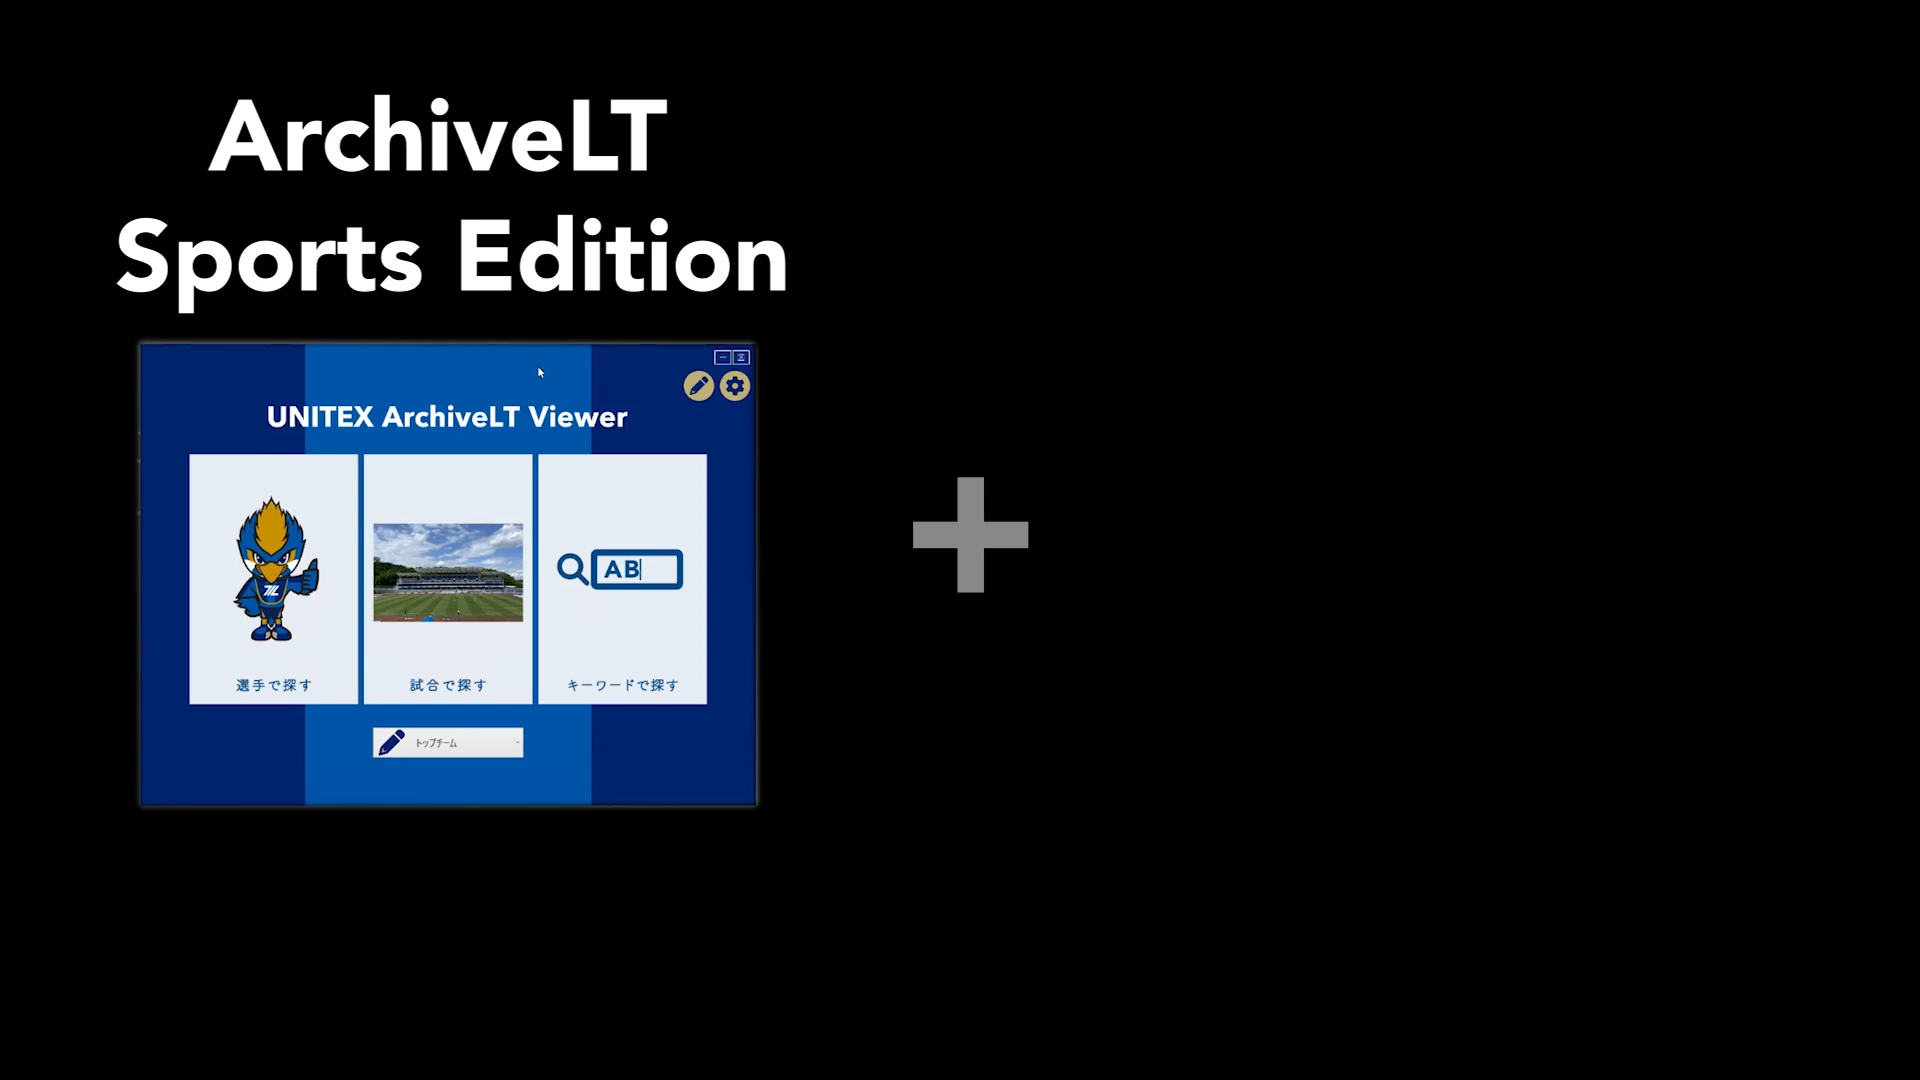 ArchiveLT
Sports Edition
UNITEX ArchiveLT Viewer
AB
選手で探す
試合で探す
キーワードで探す
トップチーム